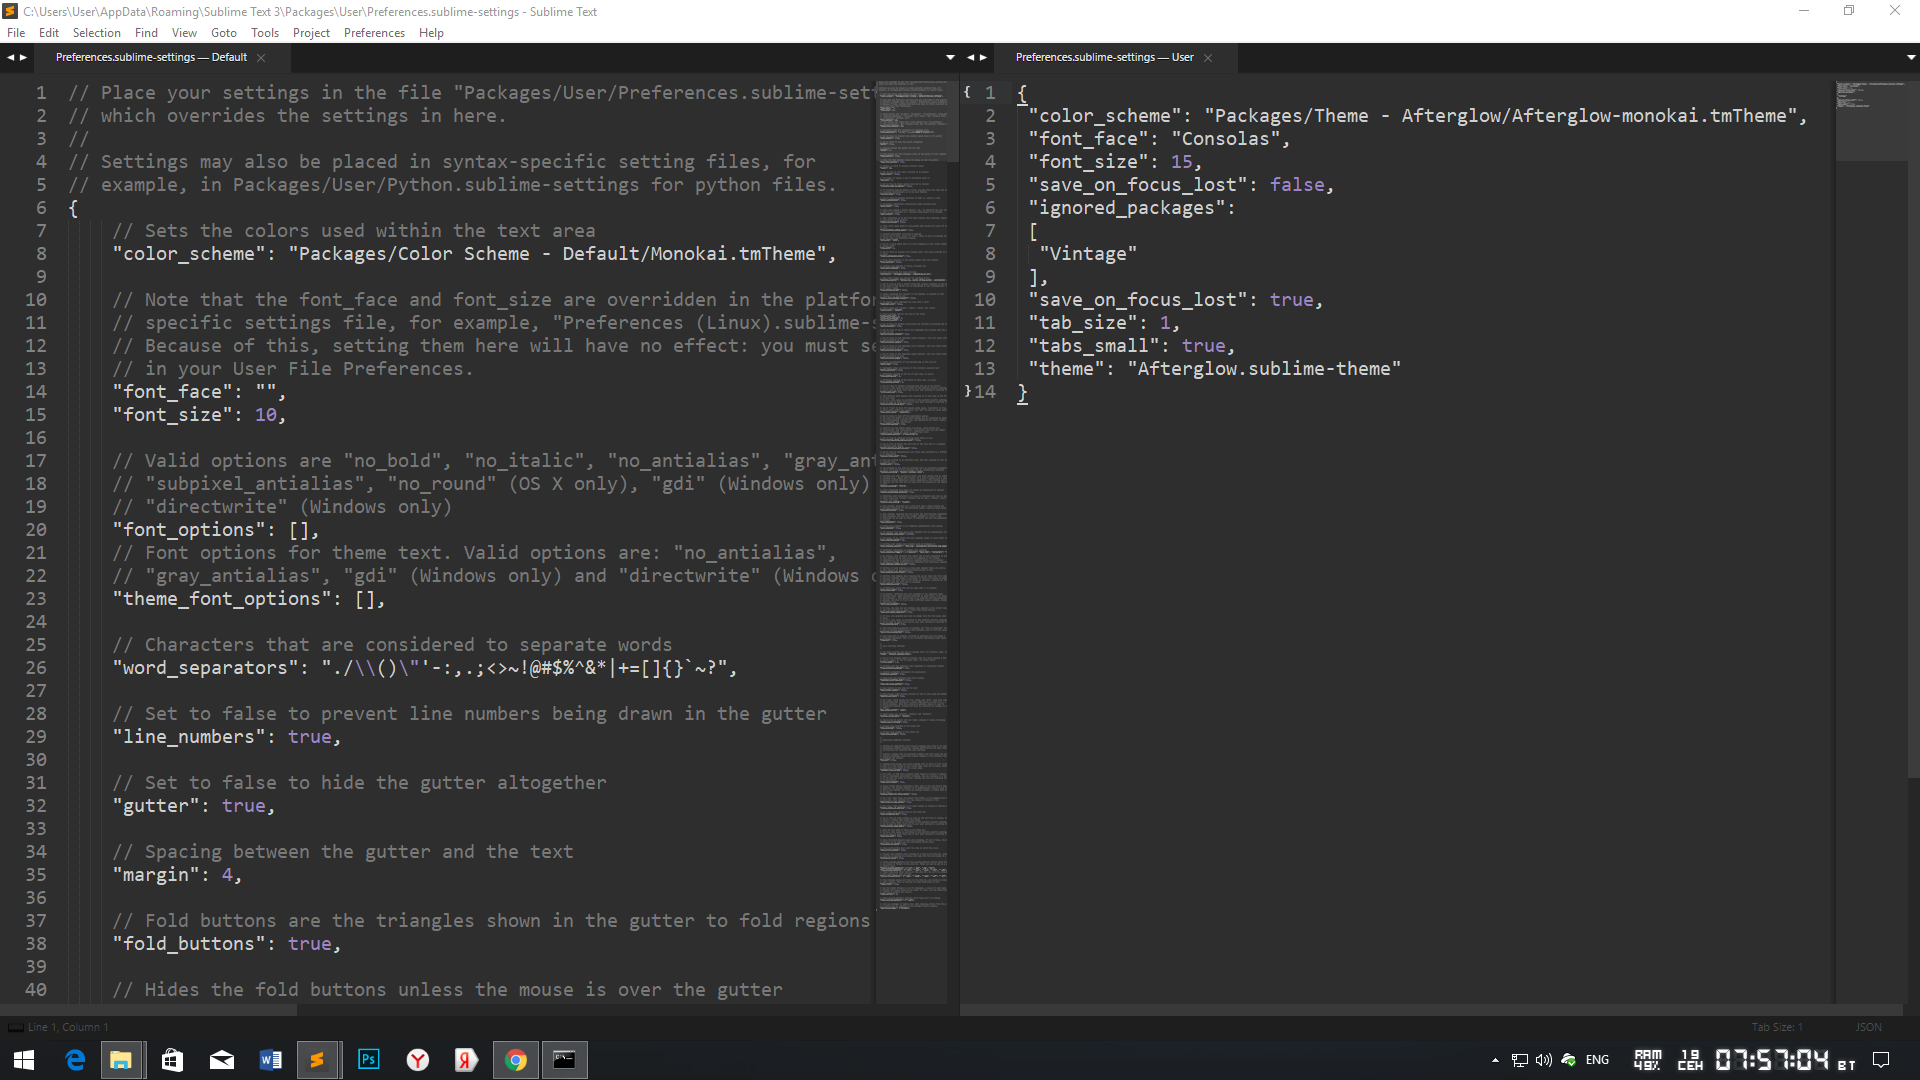 C:\Users\User\AppData\Roaming\Sublime Text 3\Packages\User\Preferences.sublime-settings - Sublime Text
File Edit Selection Find View Goto Tools Project Preferences Help
Preferences.sublime-settings — Default
1 // Place your settings in the file "Packages/User/Preferences.sublime-set
2 // which overrides the settings in here.
3 //
4 // Settings may also be placed in syntax-specific setting files, for
5 // example, in Packages/User/Python.sublime-settings for python files.
6 {
7 // Sets the colors used within the text area
8 "color_scheme": "Packages/Color Scheme - Default/Monokai.tmTheme",
9
10 // Note that the font_face and font_size are overridden in the platfor
11 // specific settings file, for example, "Preferences (Linux).sublime-s
12 // Because of this, setting them here will have no effect: you must se
13 // in your User File Preferences.
14 "font_face": "",
15 "font_size": 10,
16
17 // Valid options are "no_bold", "no_italic", "no_antialias", "gray_ant
18 // "subpixel_antialias", "no_round" (OS X only), "gdi" (Windows only)
19 // "directwrite" (Windows only)
20 "font_options": [],
21 // Font options for theme text. Valid options are: "no_antialias",
22 // "gray_antialias", "gdi" (Windows only) and "directwrite" (Windows o
23 "theme_font_options": [],
24
25 // Characters that are considered to separate words
26 "word_separators": "./\\()\"'-:,.;<>~!@#$%^&*|+=[]{}`~?",
27
28 // Set to false to prevent line numbers being drawn in the gutter
29 "line_numbers": true,
30
31 // Set to false to hide the gutter altogether
32 "gutter": true,
33
34 // Spacing between the gutter and the text
35 "margin": 4,
36
37 // Fold buttons are the triangles shown in the gutter to fold regions
38 "fold_buttons": true,
39
40 // Hides the fold buttons unless the mouse is over the gutter
Preferences.sublime-settings — User
{ 1 {
2 "color_scheme": "Packages/Theme - Afterglow/Afterglow-monokai.tmTheme",
3 "font_face": "Consolas",
4 "font_size": 15,
5 "save_on_focus_lost": false,
6 "ignored_packages":
7 [
8 "Vintage"
9 ],
10 "save_on_focus_lost": true,
11 "tab_size": 1,
12 "tabs_small": true,
13 "theme": "Afterglow.sublime-theme"
} 14 }
Line 1, Column 1
Tab Size: 1 JSON
Ps
ENG
RAM 49%
19 СЕН
07:57:04 ВТ